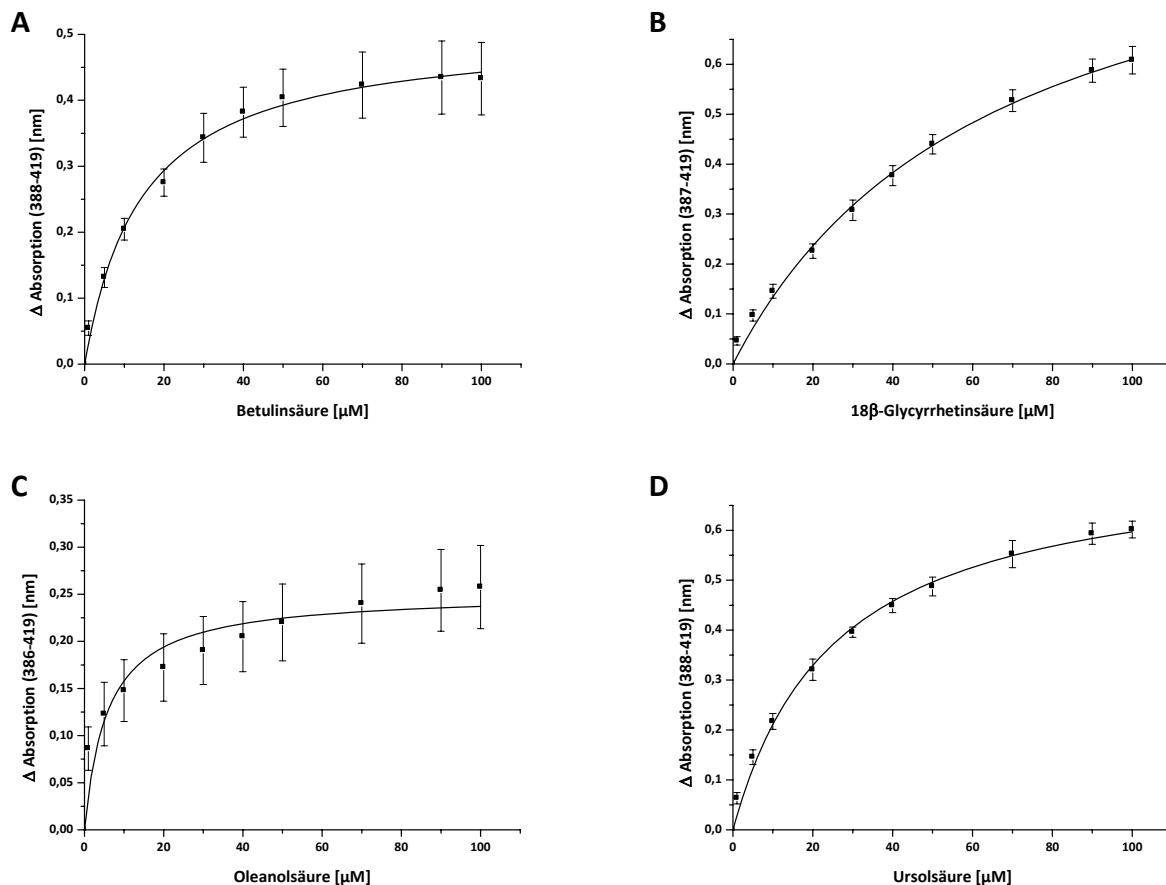 A
0,5
0,4
0,3
0,2
0,1
0,0
Δ Absorption (388-419) [nm]
0 20 40 60 80 100
Betulinsäure [µM]
B
0,6
0,5
0,4
0,3
0,2
0,1
0,0
Δ Absorption (387-419) [nm]
0 20 40 60 80 100
18β-Glycyrrhetinsäure [µM]
C
0,35
0,30
0,25
0,20
0,15
0,10
0,05
0,00
Δ Absorption (386-419) [nm]
0 20 40 60 80 100
Oleanolsäure [µM]
D
0,6
0,5
0,4
0,3
0,2
0,1
0,0
Δ Absorption (388-419) [nm]
0 20 40 60 80 100
Ursolsäure [µM]